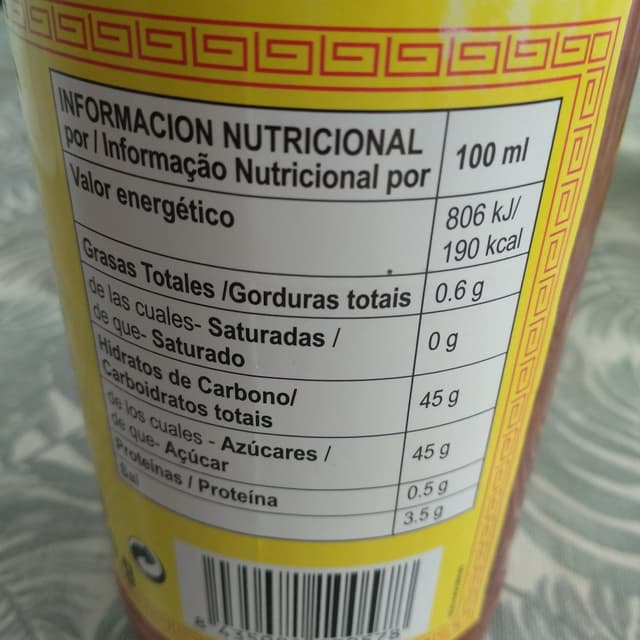 INFORMACION NUTRICIONAL
por / Informação Nutricional por
100 ml
Valor energético
806 kJ/
190 kcal
Grasas Totales /Gorduras totais
0.6 g
de las cuales- Saturadas /
de que- Saturado
0 g
Hidratos de Carbono/
Carboidratos totais
45 g
de los cuales - Azúcares /
de que- Açúcar
45 g
Proteinas / Proteína
0.5 g
Sal
3.5 g